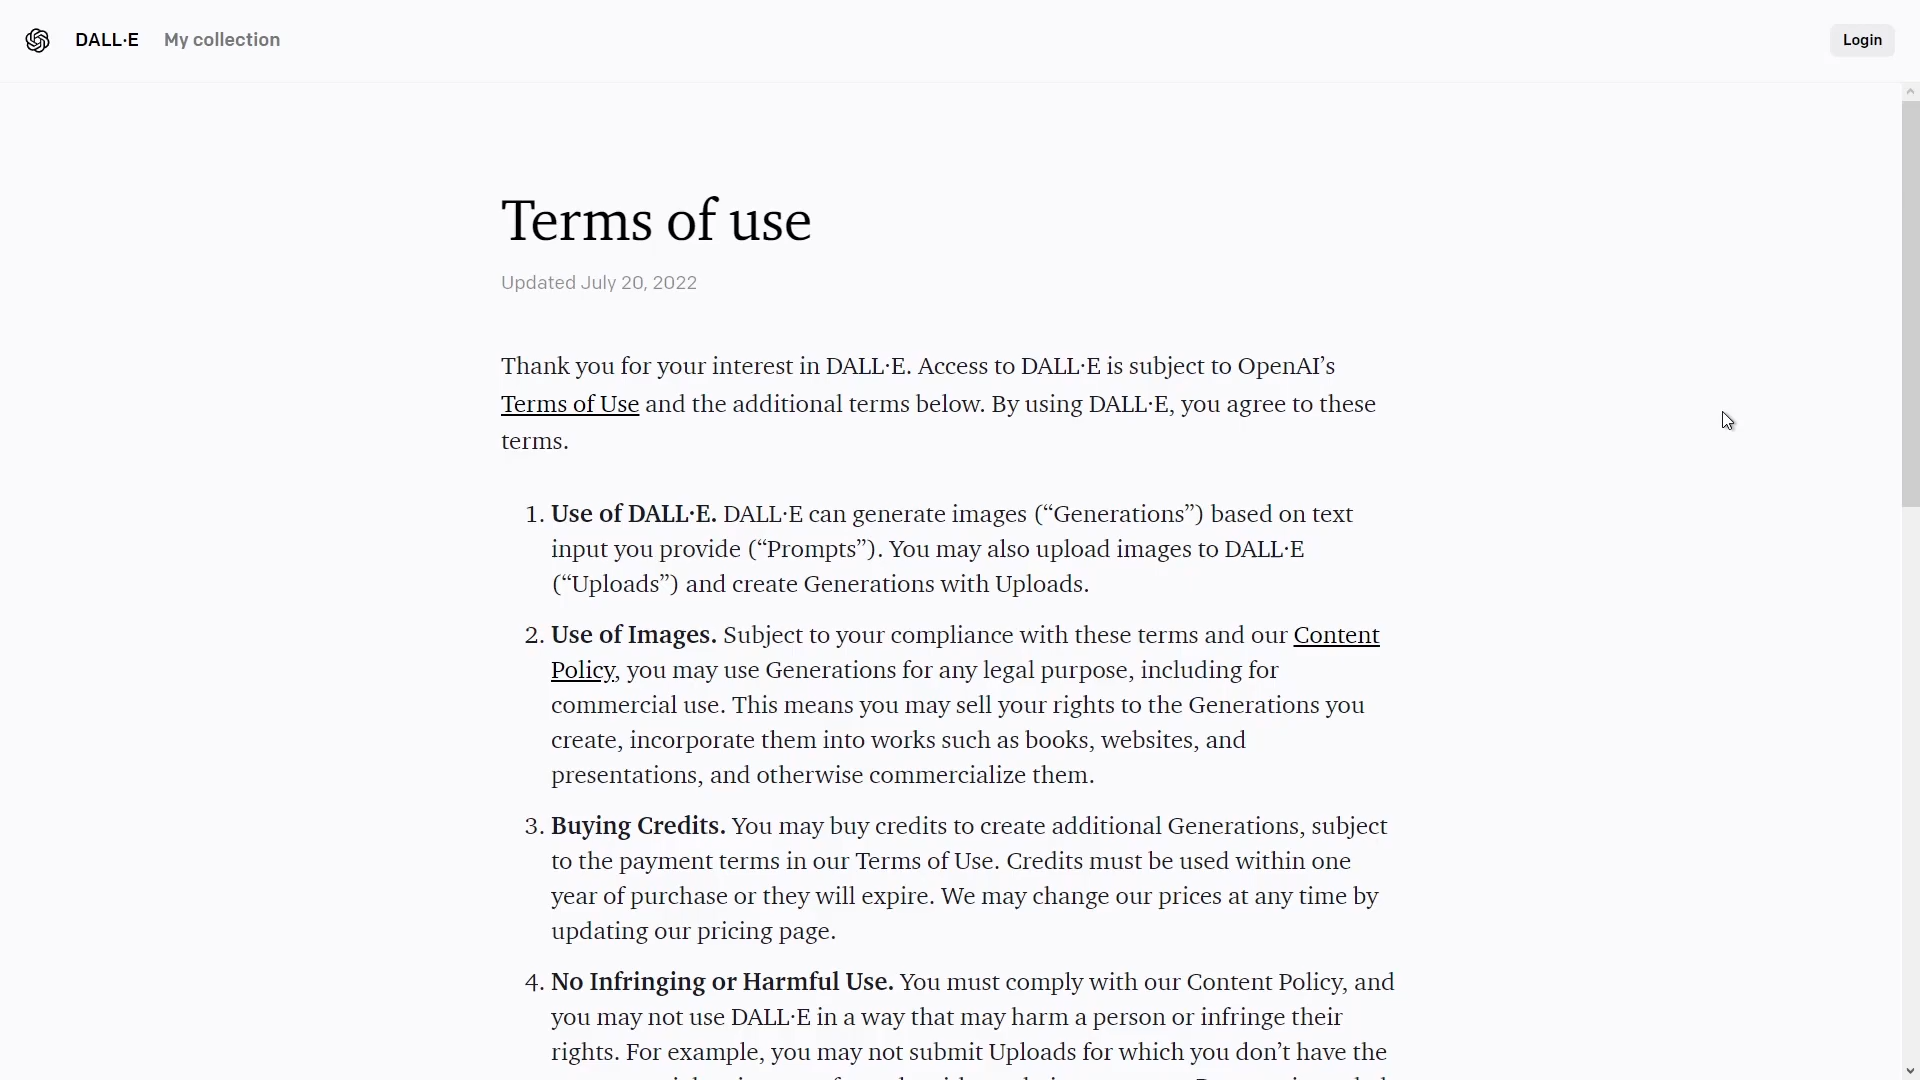 DALL·E My collection Login
Terms of use
Updated July 20, 2022
Thank you for your interest in DALL·E. Access to DALL·E is subject to OpenAI’s
Terms of Use and the additional terms below. By using DALL·E, you agree to these
terms.
1. Use of DALL·E. DALL·E can generate images (“Generations”) based on text
input you provide (“Prompts”). You may also upload images to DALL·E
(“Uploads”) and create Generations with Uploads.
2. Use of Images. Subject to your compliance with these terms and our Content
Policy, you may use Generations for any legal purpose, including for
commercial use. This means you may sell your rights to the Generations you
create, incorporate them into works such as books, websites, and
presentations, and otherwise commercialize them.
3. Buying Credits. You may buy credits to create additional Generations, subject
to the payment terms in our Terms of Use. Credits must be used within one
year of purchase or they will expire. We may change our prices at any time by
updating our pricing page.
4. No Infringing or Harmful Use. You must comply with our Content Policy, and
you may not use DALL·E in a way that may harm a person or infringe their
rights. For example, you may not submit Uploads for which you don’t have the